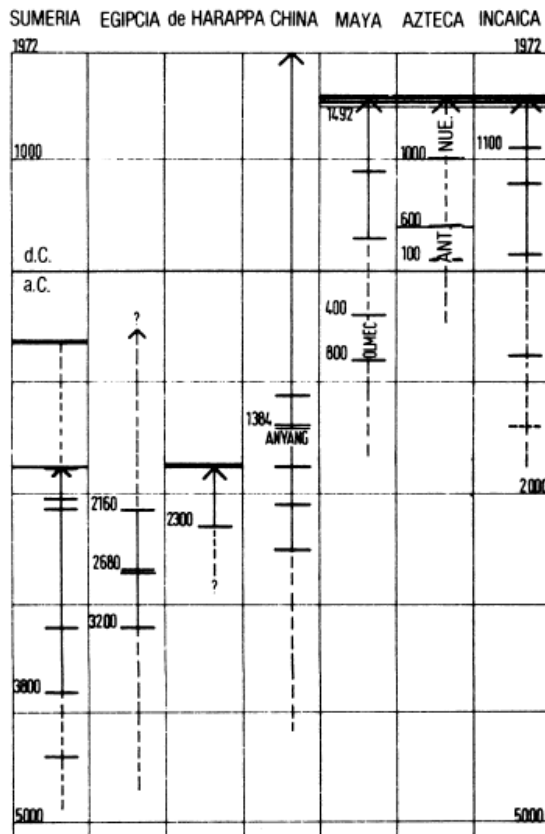 SUMERIA EGIPCIA de HARAPPA CHINA MAYA AZTECA INCAICA
1972 1972
1492
1000 1000 NUE. 1100
600
d.C. 100 ANT.
a.C.
?
400
OLMEC
800
1384
ANYANG
2160 2000
2300
2680
?
3200
3800
5000 5000